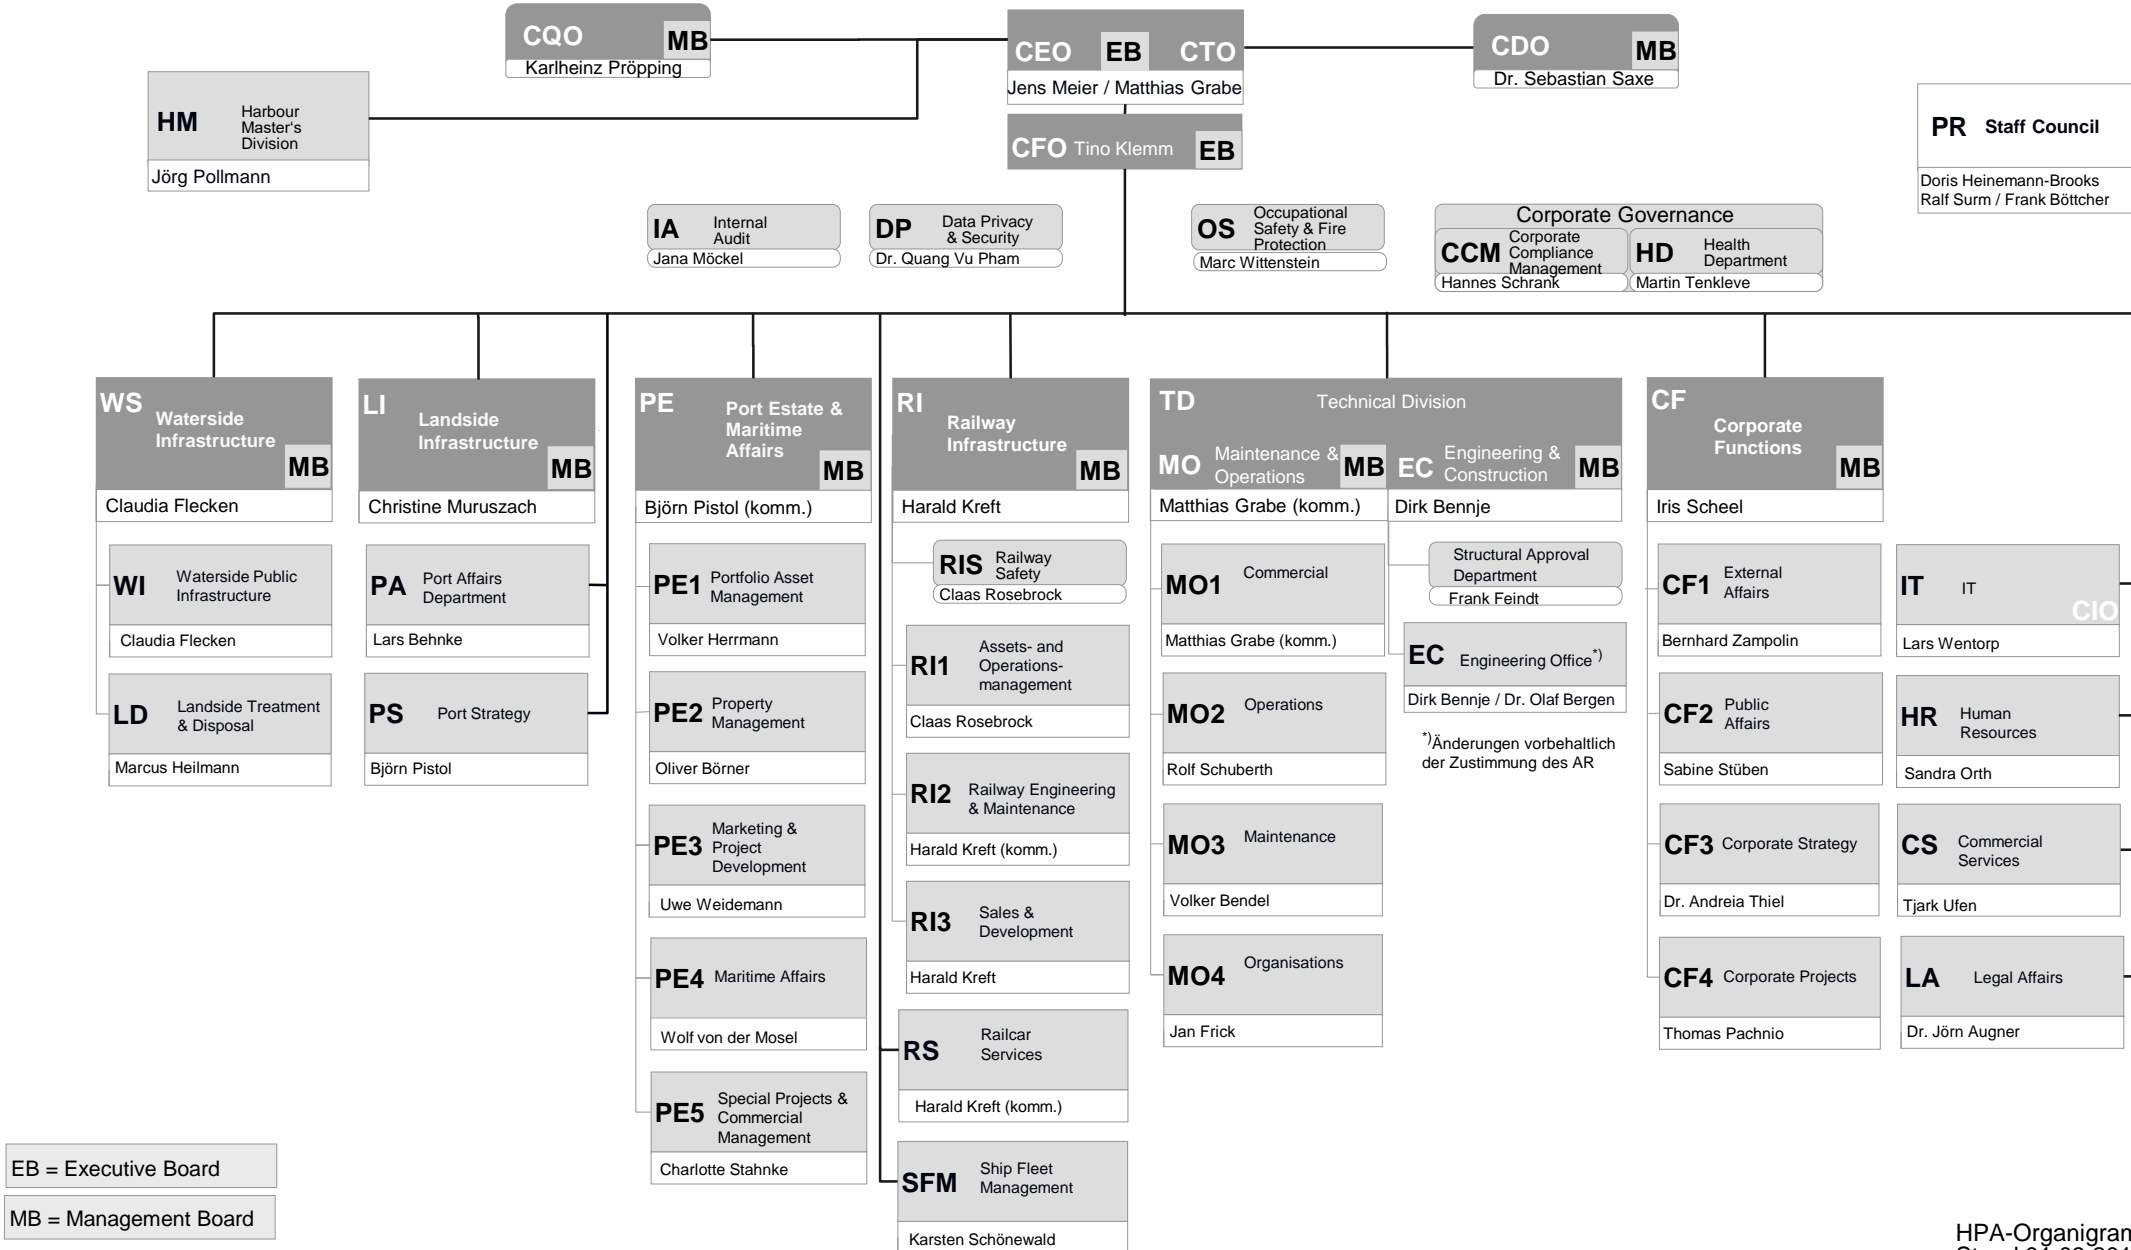 CQO MB
Karlheinz Pröpping
CEO EB CTO
Jens Meier / Matthias Grabe
CFO Tino Klemm EB
CDO MB
Dr. Sebastian Saxe
HM Harbour
Master‘s
Division
Jörg Pollmann
PR Staff Council
Doris Heinemann-Brooks
Ralf Surm / Frank Böttcher
IA Internal
Audit
Jana Möckel
DP Data Privacy
& Security
Dr. Quang Vu Pham
OS Occupational
Safety & Fire
Protection
Marc Wittenstein
Corporate Governance
CCM Corporate
Compliance
Management
Hannes Schrank
HD Health
Department
Martin Tenkleve
WS Waterside
Infrastructure
MB
Claudia Flecken
WI Waterside Public
Infrastructure
Claudia Flecken
LD Landside Treatment
& Disposal
Marcus Heilmann
LI Landside
Infrastructure
MB
Christine Muruszach
PA Port Affairs
Department
Lars Behnke
PS Port Strategy
Björn Pistol
PE Port Estate &
Maritime
Affairs
MB
Björn Pistol (komm.)
PE1 Portfolio Asset
Management
Volker Herrmann
PE2 Property
Management
Oliver Börner
PE3 Marketing &
Project
Development
Uwe Weidemann
PE4 Maritime Affairs
Wolf von der Mosel
PE5 Special Projects &
Commercial
Management
Charlotte Stahnke
RI Railway
Infrastructure
MB
Harald Kreft
RIS Railway
Safety
Claas Rosebrock
RI1 Assets- and
Operations-
management
Claas Rosebrock
RI2 Railway Engineering
& Maintenance
Harald Kreft (komm.)
RI3 Sales &
Development
Harald Kreft
RS Railcar
Services
Harald Kreft (komm.)
SFM Ship Fleet
Management
Karsten Schönewald
TD Technical Division
MO Maintenance &
Operations
MB
Matthias Grabe (komm.)
EC Engineering &
Construction
MB
Dirk Bennje
MO1 Commercial
Matthias Grabe (komm.)
MO2 Operations
Rolf Schuberth
MO3 Maintenance
Volker Bendel
MO4 Organisations
Jan Frick
Structural Approval
Department
Frank Feindt
EC Engineering Office*)
Dirk Bennje / Dr. Olaf Bergen
*)Änderungen vorbehaltlich
der Zustimmung des AR
CF Corporate
Functions
MB
Iris Scheel
CF1 External
Affairs
Bernhard Zampolin
CF2 Public
Affairs
Sabine Stüben
CF3 Corporate Strategy
Dr. Andreia Thiel
CF4 Corporate Projects
Thomas Pachnio
IT IT
CIO
Lars Wentorp
HR Human
Resources
Sandra Orth
CS Commercial
Services
Tjark Ufen
LA Legal Affairs
Dr. Jörn Augner
EB = Executive Board
MB = Management Board